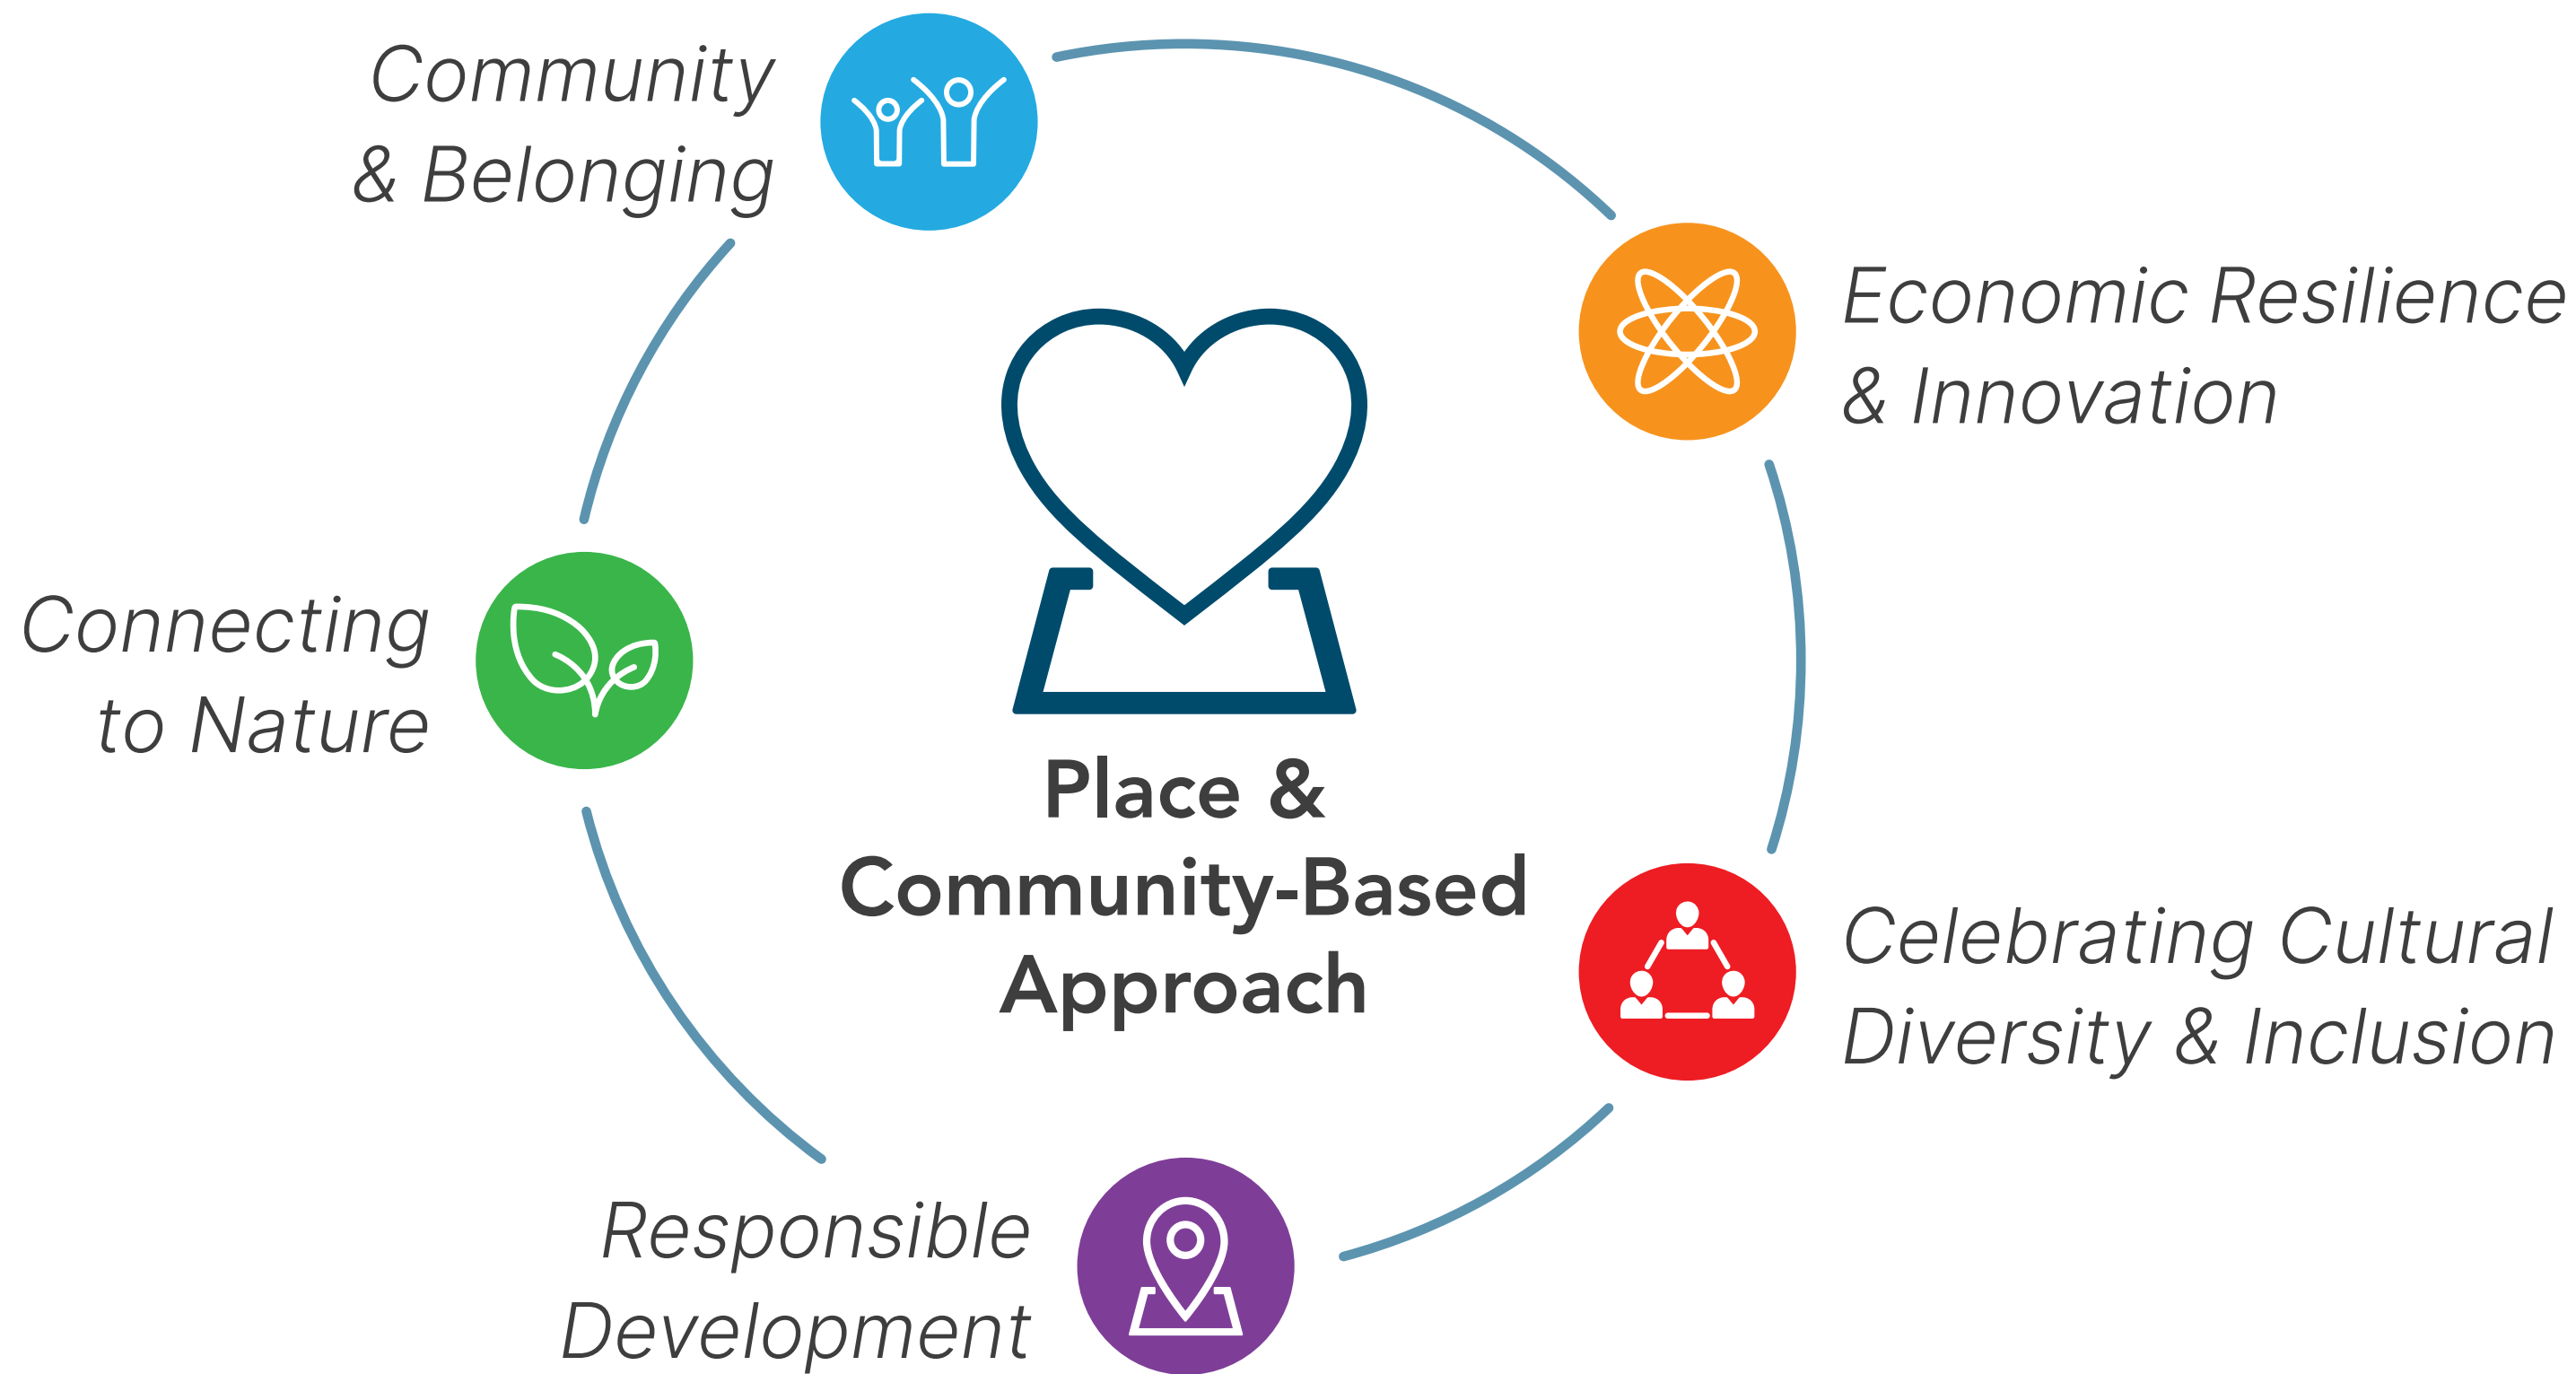 Community
& Belonging
Economic Resilience
& Innovation
Connecting
to Nature
Place &
Community-Based
Approach
Celebrating Cultural
Diversity & Inclusion
Responsible
Development